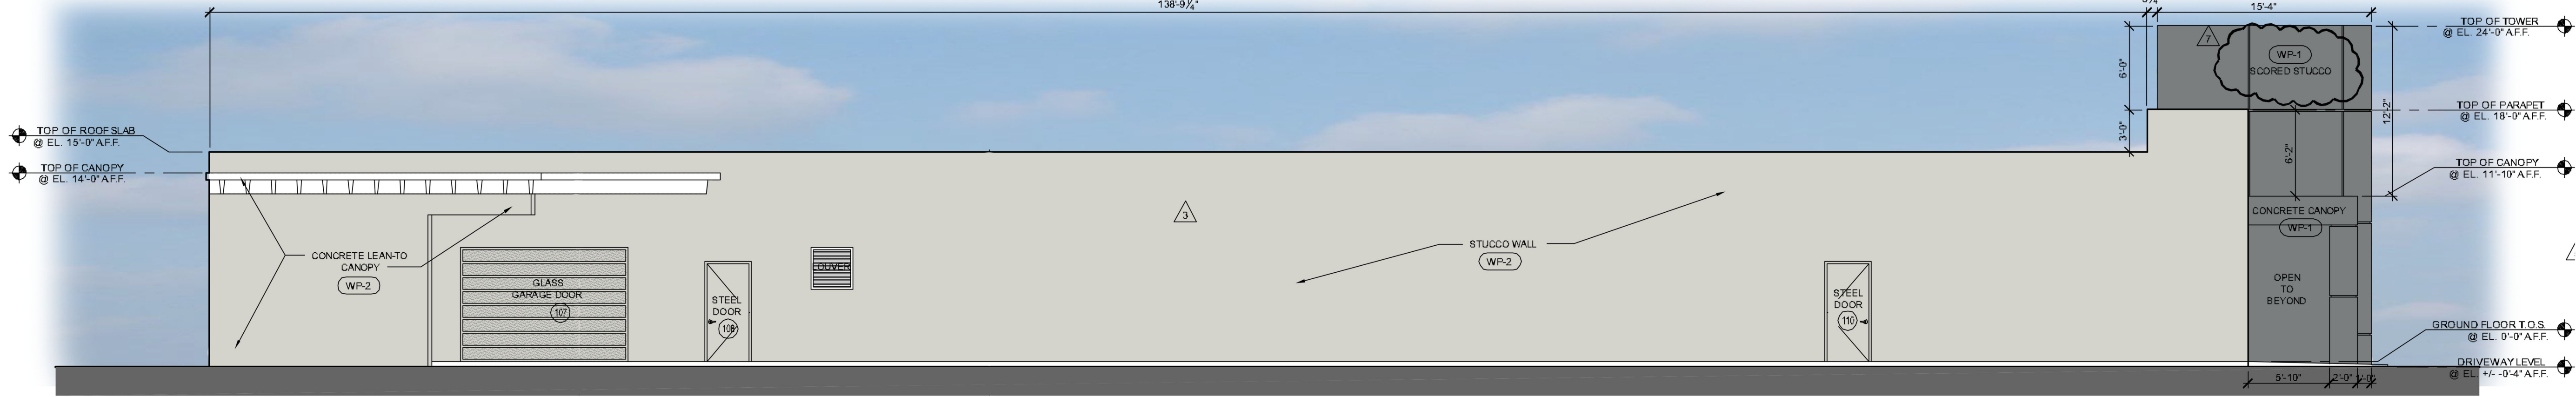 138'-9¼"
15'-4"
TOP OF TOWER
@ EL. 24'-0" A.F.F.
7
WP-1
SCORED STUCCO
6'-0"
12'-2"
TOP OF PARAPET
@ EL. 18'-0" A.F.F.
TOP OF ROOF SLAB
@ EL. 15'-0" A.F.F.
3'-0"
6'-2"
TOP OF CANOPY
@ EL. 14'-0" A.F.F.
TOP OF CANOPY
@ EL. 11'-10" A.F.F.
3
CONCRETE CANOPY
WP-1
CONCRETE LEAN-TO
CANOPY
WP-2
STUCCO WALL
WP-2
LOUVER
GLASS
GARAGE DOOR
107
STEEL
DOOR
108
STEEL
DOOR
110
OPEN
TO
BEYOND
GROUND FLOOR T.O.S.
@ EL. 0'-0" A.F.F.
DRIVEWAY LEVEL
@ EL. +/- -0'-4" A.F.F.
5'-10"
2'-0"
1'-0"